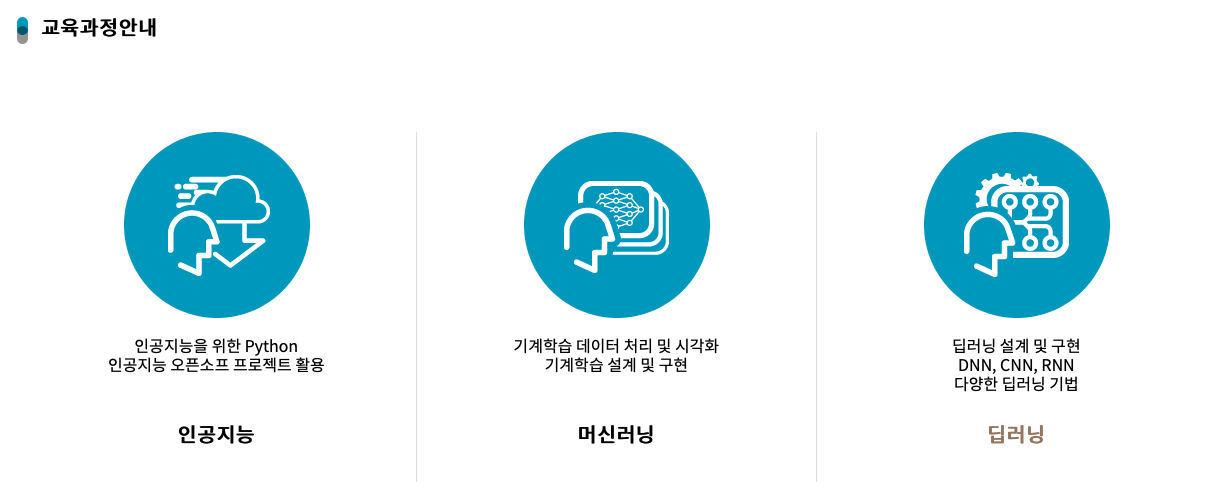 교육과정안내
인공지능을 위한 Python
인공지능 오픈소프 프로젝트 활용
인공지능
기계학습 데이터 처리 및 시각화
기계학습 설계 및 구현
머신러닝
딥러닝 설계 및 구현
DNN, CNN, RNN
다양한 딥러닝 기법
딥러닝